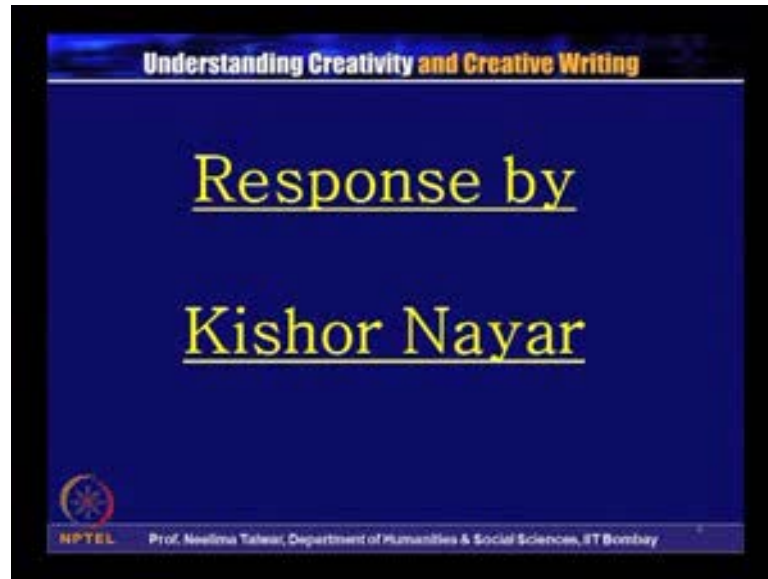 Understanding Creativity and Creative Writing
Response by
Kishor Nayar
NPTEL
Prof. Neelima Talwar, Department of Humanities & Social Sciences, IIT Bombay